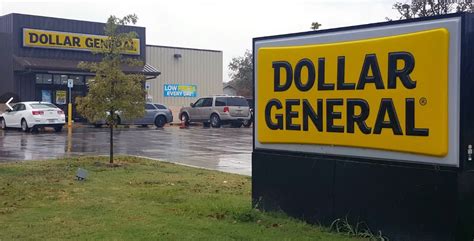 DOLLAR GENERAL
LOW PRICES
EVERY DAY!
DOLLAR
GENERAL®